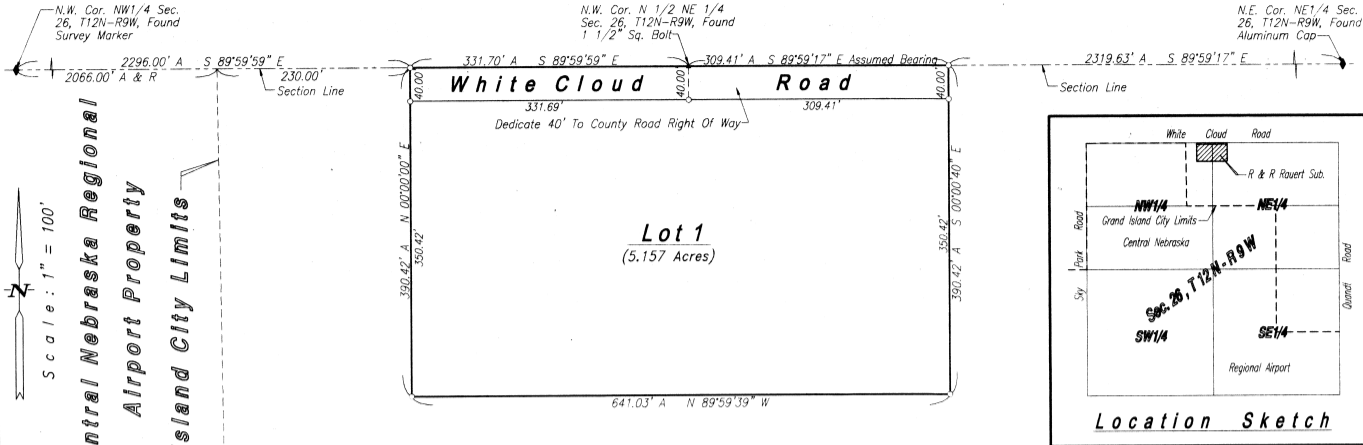 N.W. Cor. NW1/4 Sec.
26, T12N-R9W, Found
Survey Marker
N.W. Cor. N 1/2 NE 1/4
Sec. 26, T12N-R9W, Found
1 1/2" Sq. Bolt
N.E. Cor. NE1/4 Sec.
26, T12N-R9W, Found
Aluminum Cap
2296.00' A S 89°59'59" E
2066.00' A & R
230.00'
Section Line
331.70' A S 89°59'59" E
309.41' A S 89°59'17" E Assumed Bearing
2319.63' A S 89°59'17" E
Section Line
40.00'
White Cloud
40.00'
Road
40.00'
331.69'
309.41'
Dedicate 40' To County Road Right Of Way
N
Scale: 1" = 100'
ntral Nebraska Regional
Airport Property
sland City Limits
390.42' A N 00°00'00" E
350.42'
Lot 1
(5.157 Acres)
350.42'
390.42' A S 00°00'40" E
641.03' A N 89°59'39" W
White Cloud Road
R & R Rauert Sub.
NW1/4
NE1/4
Grand Island City Limits
Central Nebraska
Sky Park Road
Sec. 26, T12N-R9W
Quandt Road
SW1/4
SE1/4
Regional Airport
Location Sketch